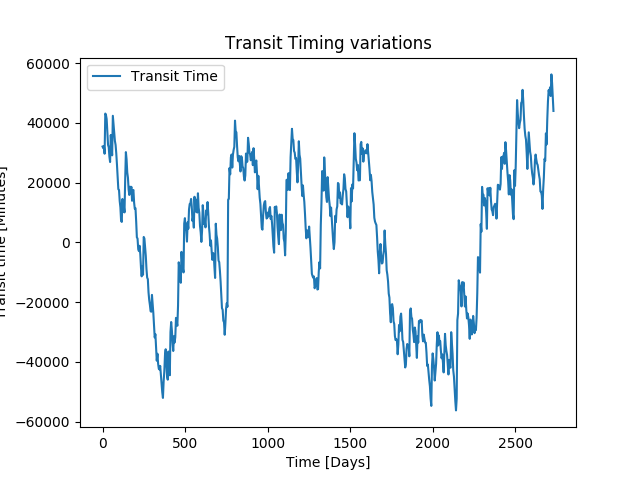 Transit Timing variations
Transit Time
60000
40000
20000
0
−20000
−40000
−60000
Transit time [Minutes]
0 500 1000 1500 2000 2500
Time [Days]